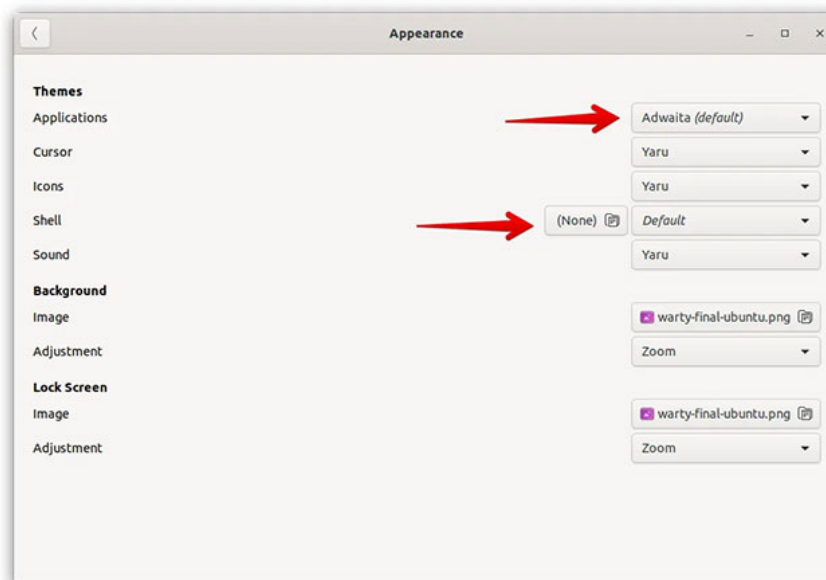 Appearance
Themes
Applications Adwaita (default)
Cursor Yaru
Icons Yaru
Shell (None) Default
Sound Yaru
Background
Image warty-final-ubuntu.png
Adjustment Zoom
Lock Screen
Image warty-final-ubuntu.png
Adjustment Zoom